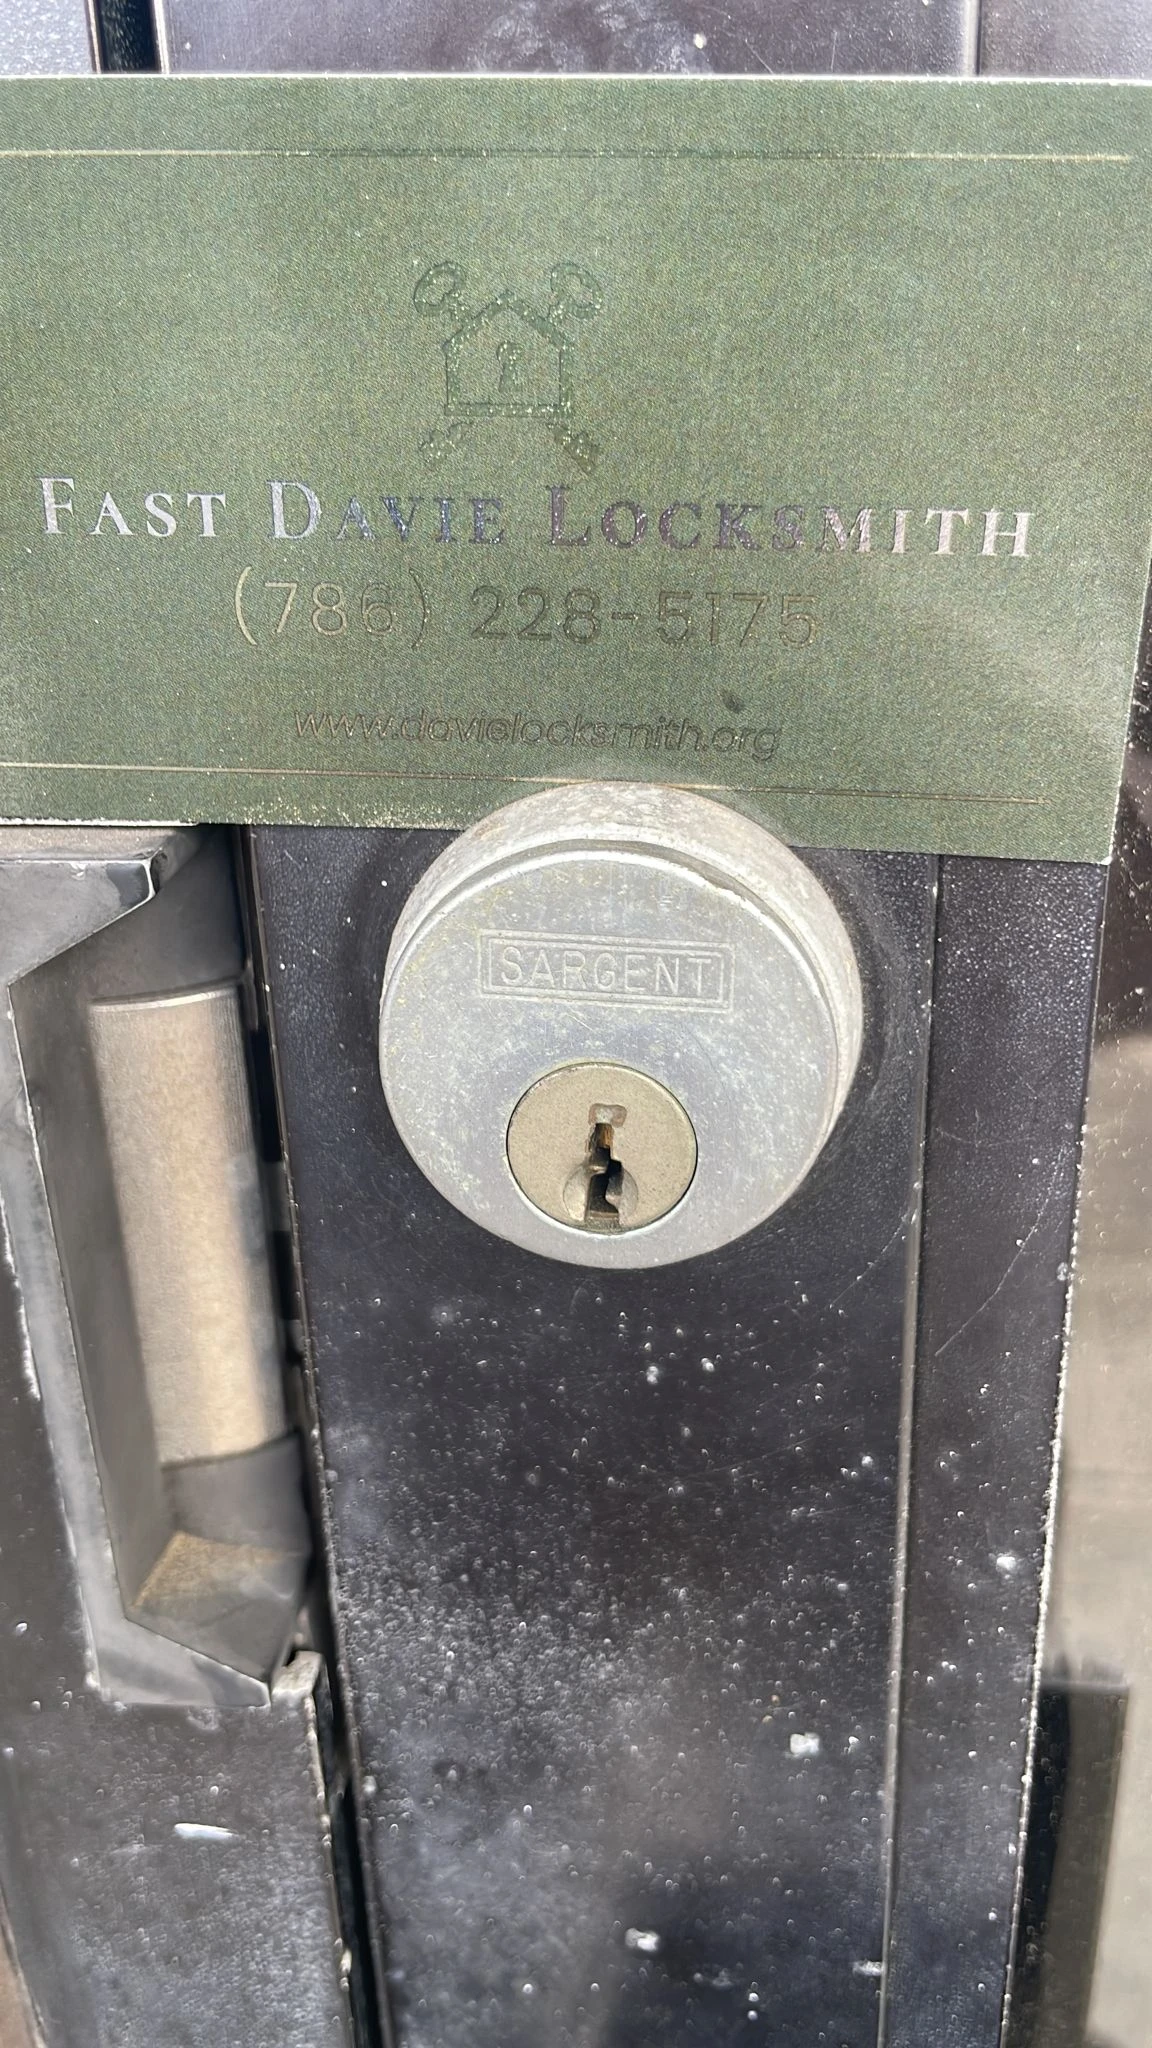 FAST DAVIE LOCKSMITH
(786) 228-5175
www.davielocksmith.org
SARGENT